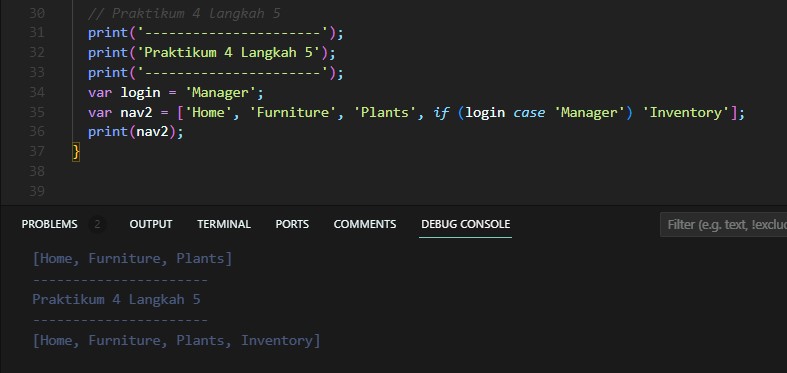 30 // Praktikum 4 langkah 5
31 print('----------------------');
32 print('Praktikum 4 Langkah 5');
33 print('----------------------');
34 var login = 'Manager';
35 var nav2 = ['Home', 'Furniture', 'Plants', if (login case 'Manager') 'Inventory'];
36 print(nav2);
37 }
38
39
PROBLEMS 2 OUTPUT TERMINAL PORTS COMMENTS DEBUG CONSOLE Filter (e.g. text, !exclu
[Home, Furniture, Plants]
----------------------
Praktikum 4 Langkah 5
----------------------
[Home, Furniture, Plants, Inventory]